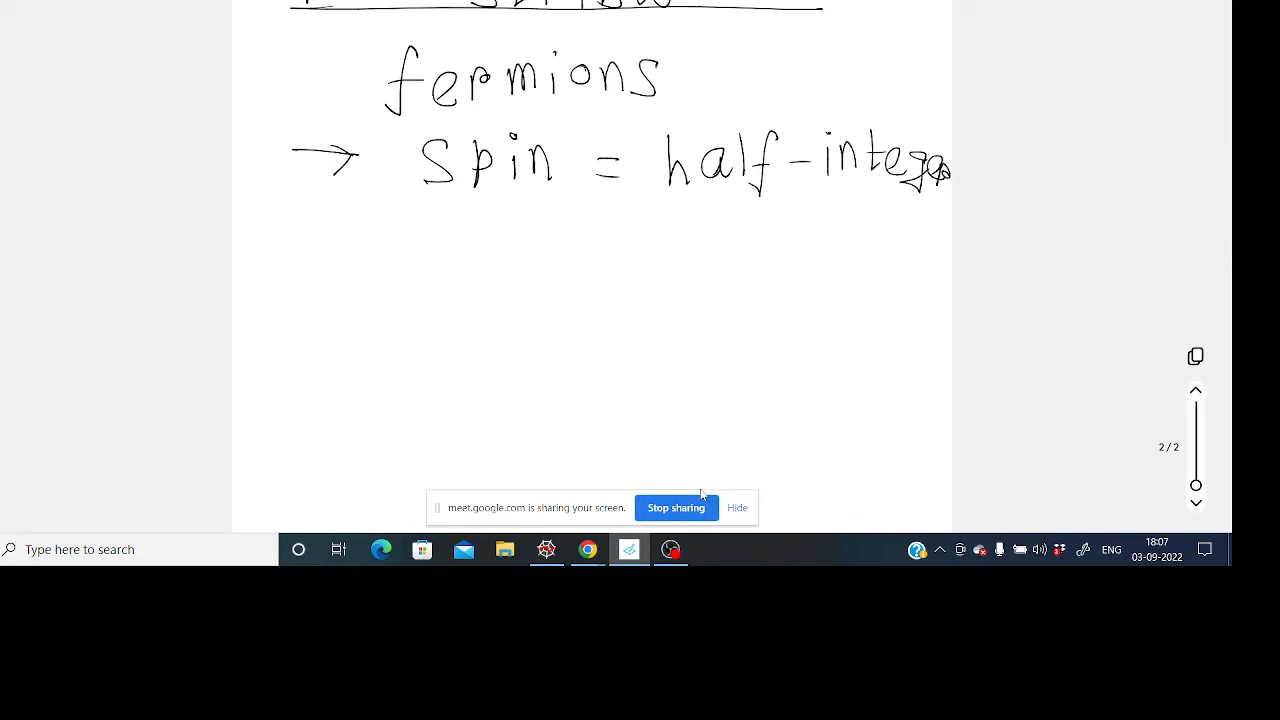 fermions
→ spin = half-integer
2 / 2
meet.google.com is sharing your screen. Stop sharing Hide
Type here to search
ENG
18:07
03-09-2022